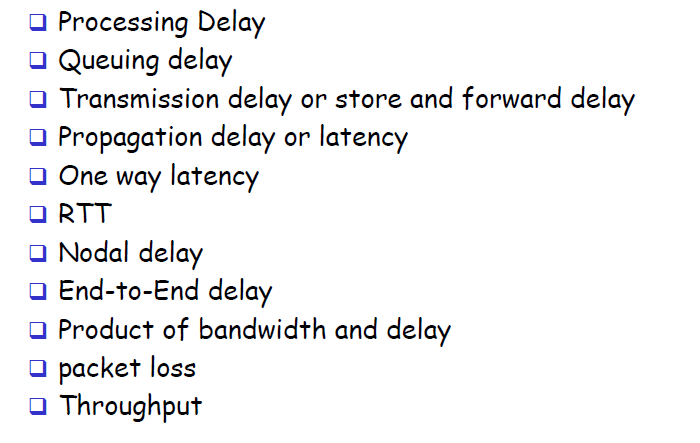 Processing Delay
Queuing delay
Transmission delay or store and forward delay
Propagation delay or latency
One way latency
RTT
Nodal delay
End-to-End delay
Product of bandwidth and delay
packet loss
Throughput